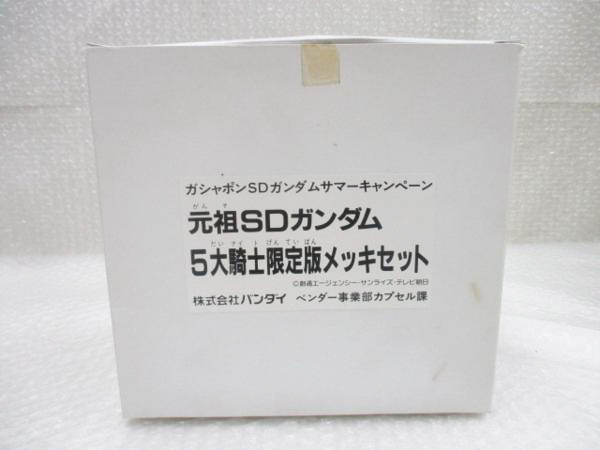 ガシャポンSDガンダムサマーキャンペーン
がんそ
元祖SDガンダム
だいナイトげんていばん
5大騎士限定版メッキセット
©創通エージェンシー・サンライズ・テレビ朝日
株式会社バンダイ ベンダー事業部カプセル課